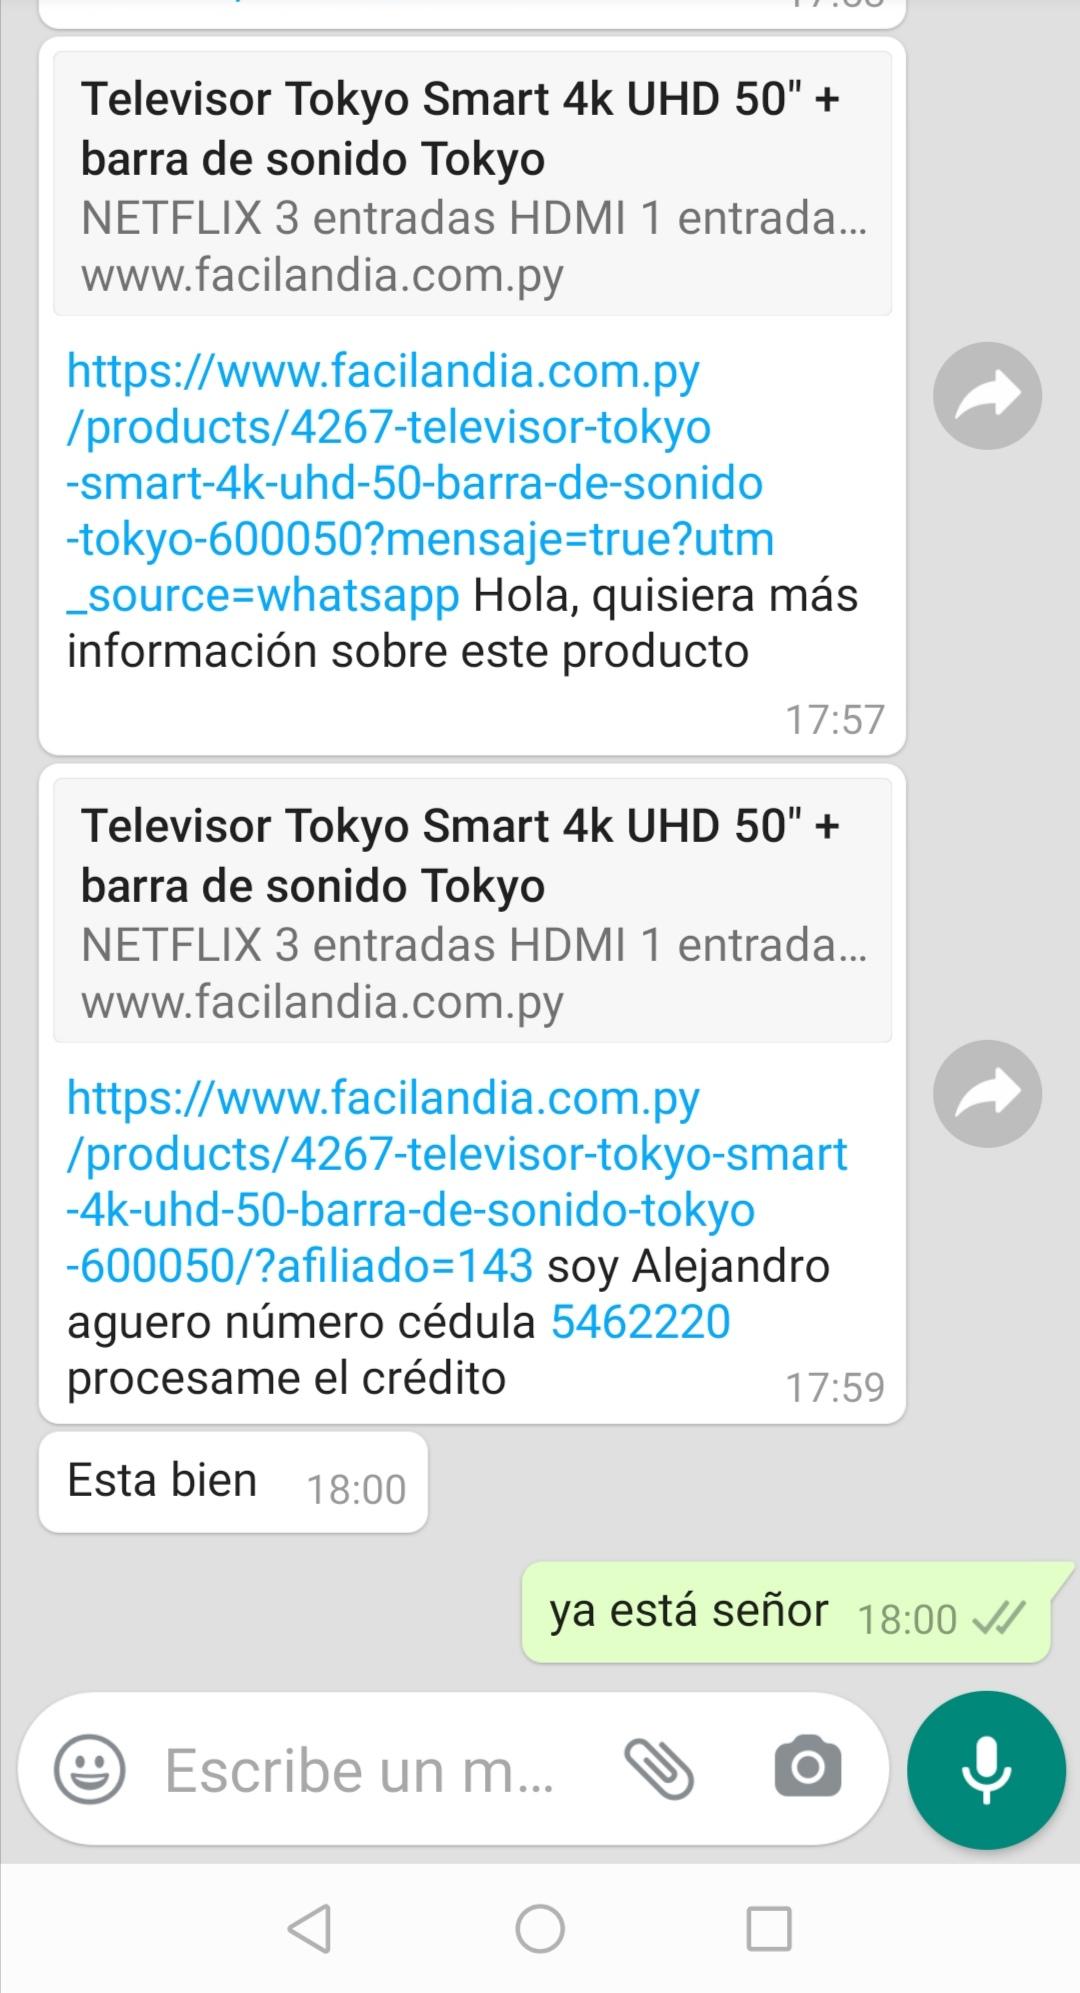 Televisor Tokyo Smart 4k UHD 50" +
barra de sonido Tokyo
NETFLIX 3 entradas HDMI 1 entrada...
www.facilandia.com.py
https://www.facilandia.com.py
/products/4267-televisor-tokyo
-smart-4k-uhd-50-barra-de-sonido
-tokyo-600050?mensaje=true?utm
_source=whatsapp Hola, quisiera más
información sobre este producto
17:57
Televisor Tokyo Smart 4k UHD 50" +
barra de sonido Tokyo
NETFLIX 3 entradas HDMI 1 entrada...
www.facilandia.com.py
https://www.facilandia.com.py
/products/4267-televisor-tokyo-smart
-4k-uhd-50-barra-de-sonido-tokyo
-600050/?afiliado=143 soy Alejandro
aguero número cédula 5462220
procesame el crédito 17:59
Esta bien 18:00
ya está señor 18:00
Escribe un m...